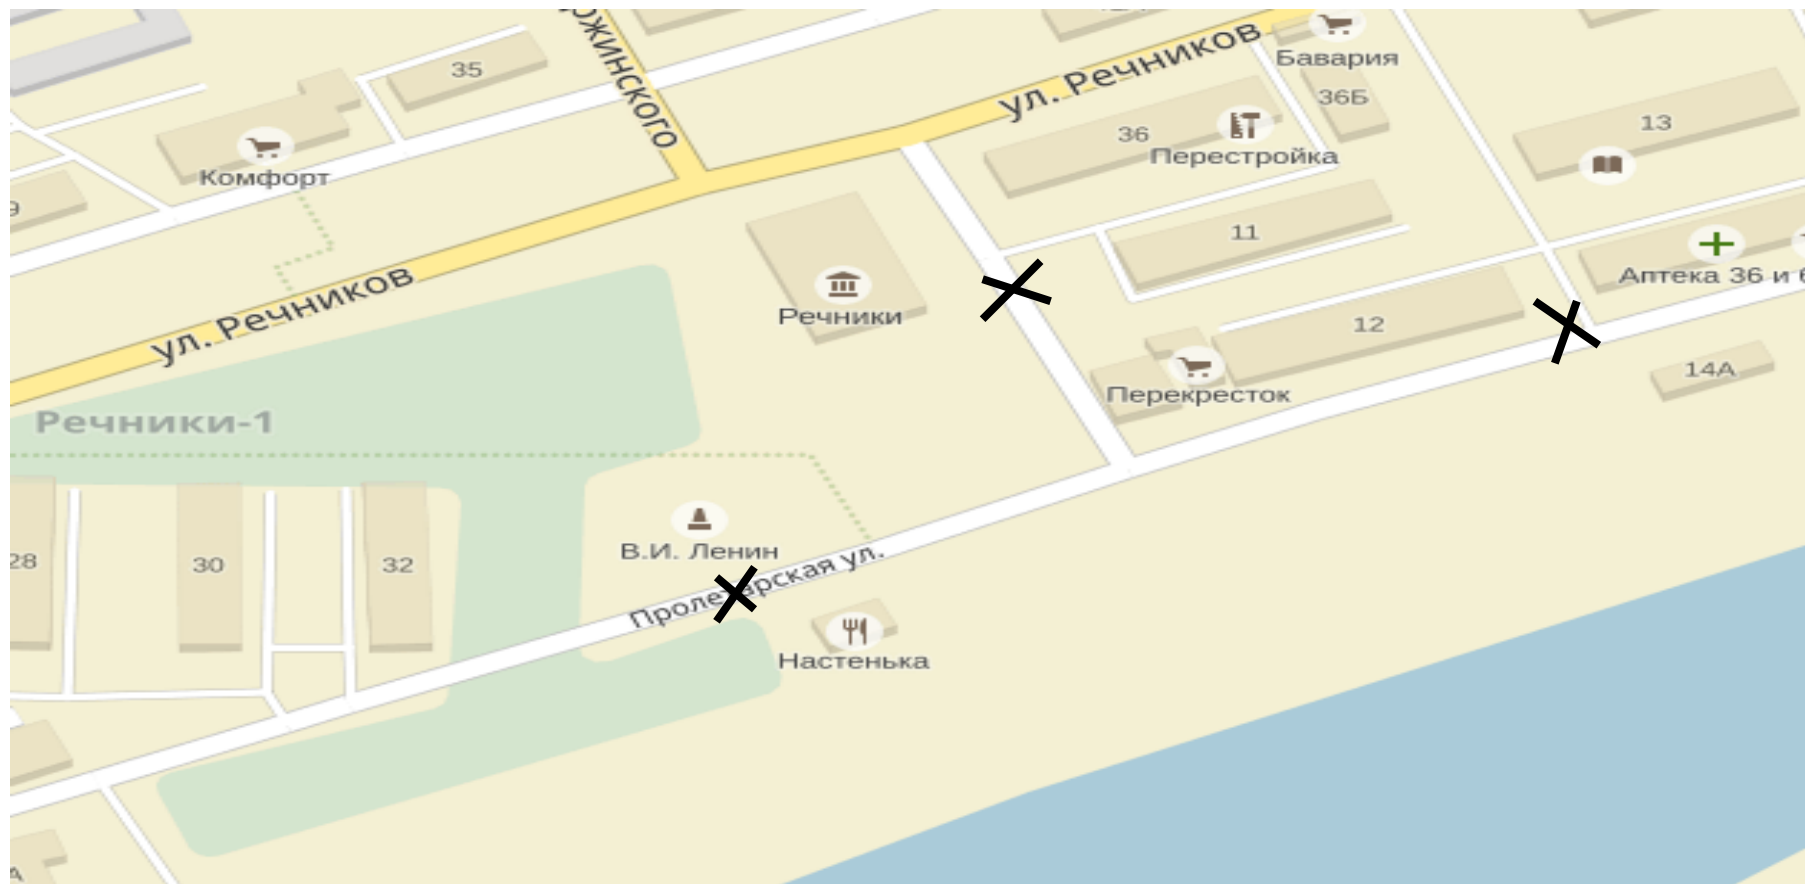 35
ул. Речников
Бавария
36Б
36
Перестройка
13
Комфорт
9
11
Аптека 36 и 6
ул. Речников
Речники
12
14А
Перекресток
Речники-1
28
30
32
В.И. Ленин
Пролетарская ул.
Настенька